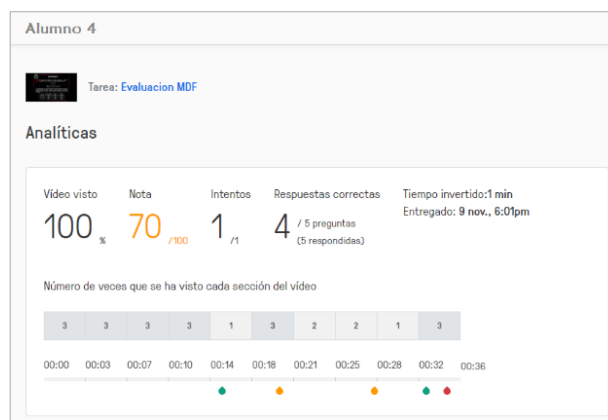 Alumno 4
Tarea: Evaluacion MDF
Analíticas
Vídeo visto Nota Intentos Respuestas correctas Tiempo invertido:1 min
Entregado: 9 nov., 6:01pm
100 % 70 /100 1 /1 4 / 5 preguntas
(5 respondidas)
Número de veces que se ha visto cada sección del vídeo
3 3 3 3 1 3 2 2 1 3
00:00 00:03 00:07 00:10 00:14 00:18 00:21 00:25 00:28 00:32 00:36